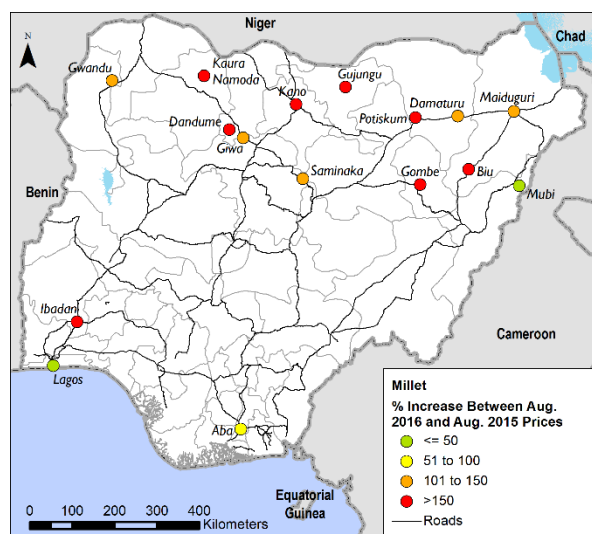 Niger
Chad
N
Gwandu
Kaura
Namoda
Gujungu
Kano
Damaturu
Maiduguri
Dandume
Potiskum
Giwa
Saminaka
Gombe
Biu
Mubi
Benin
Ibadan
Cameroon
Lagos
Aba
Millet
% Increase Between Aug.
2016 and Aug. 2015 Prices
<= 50
51 to 100
101 to 150
>150
Roads
Equatorial
Guinea
0 50 100 200 300 400
Kilometers